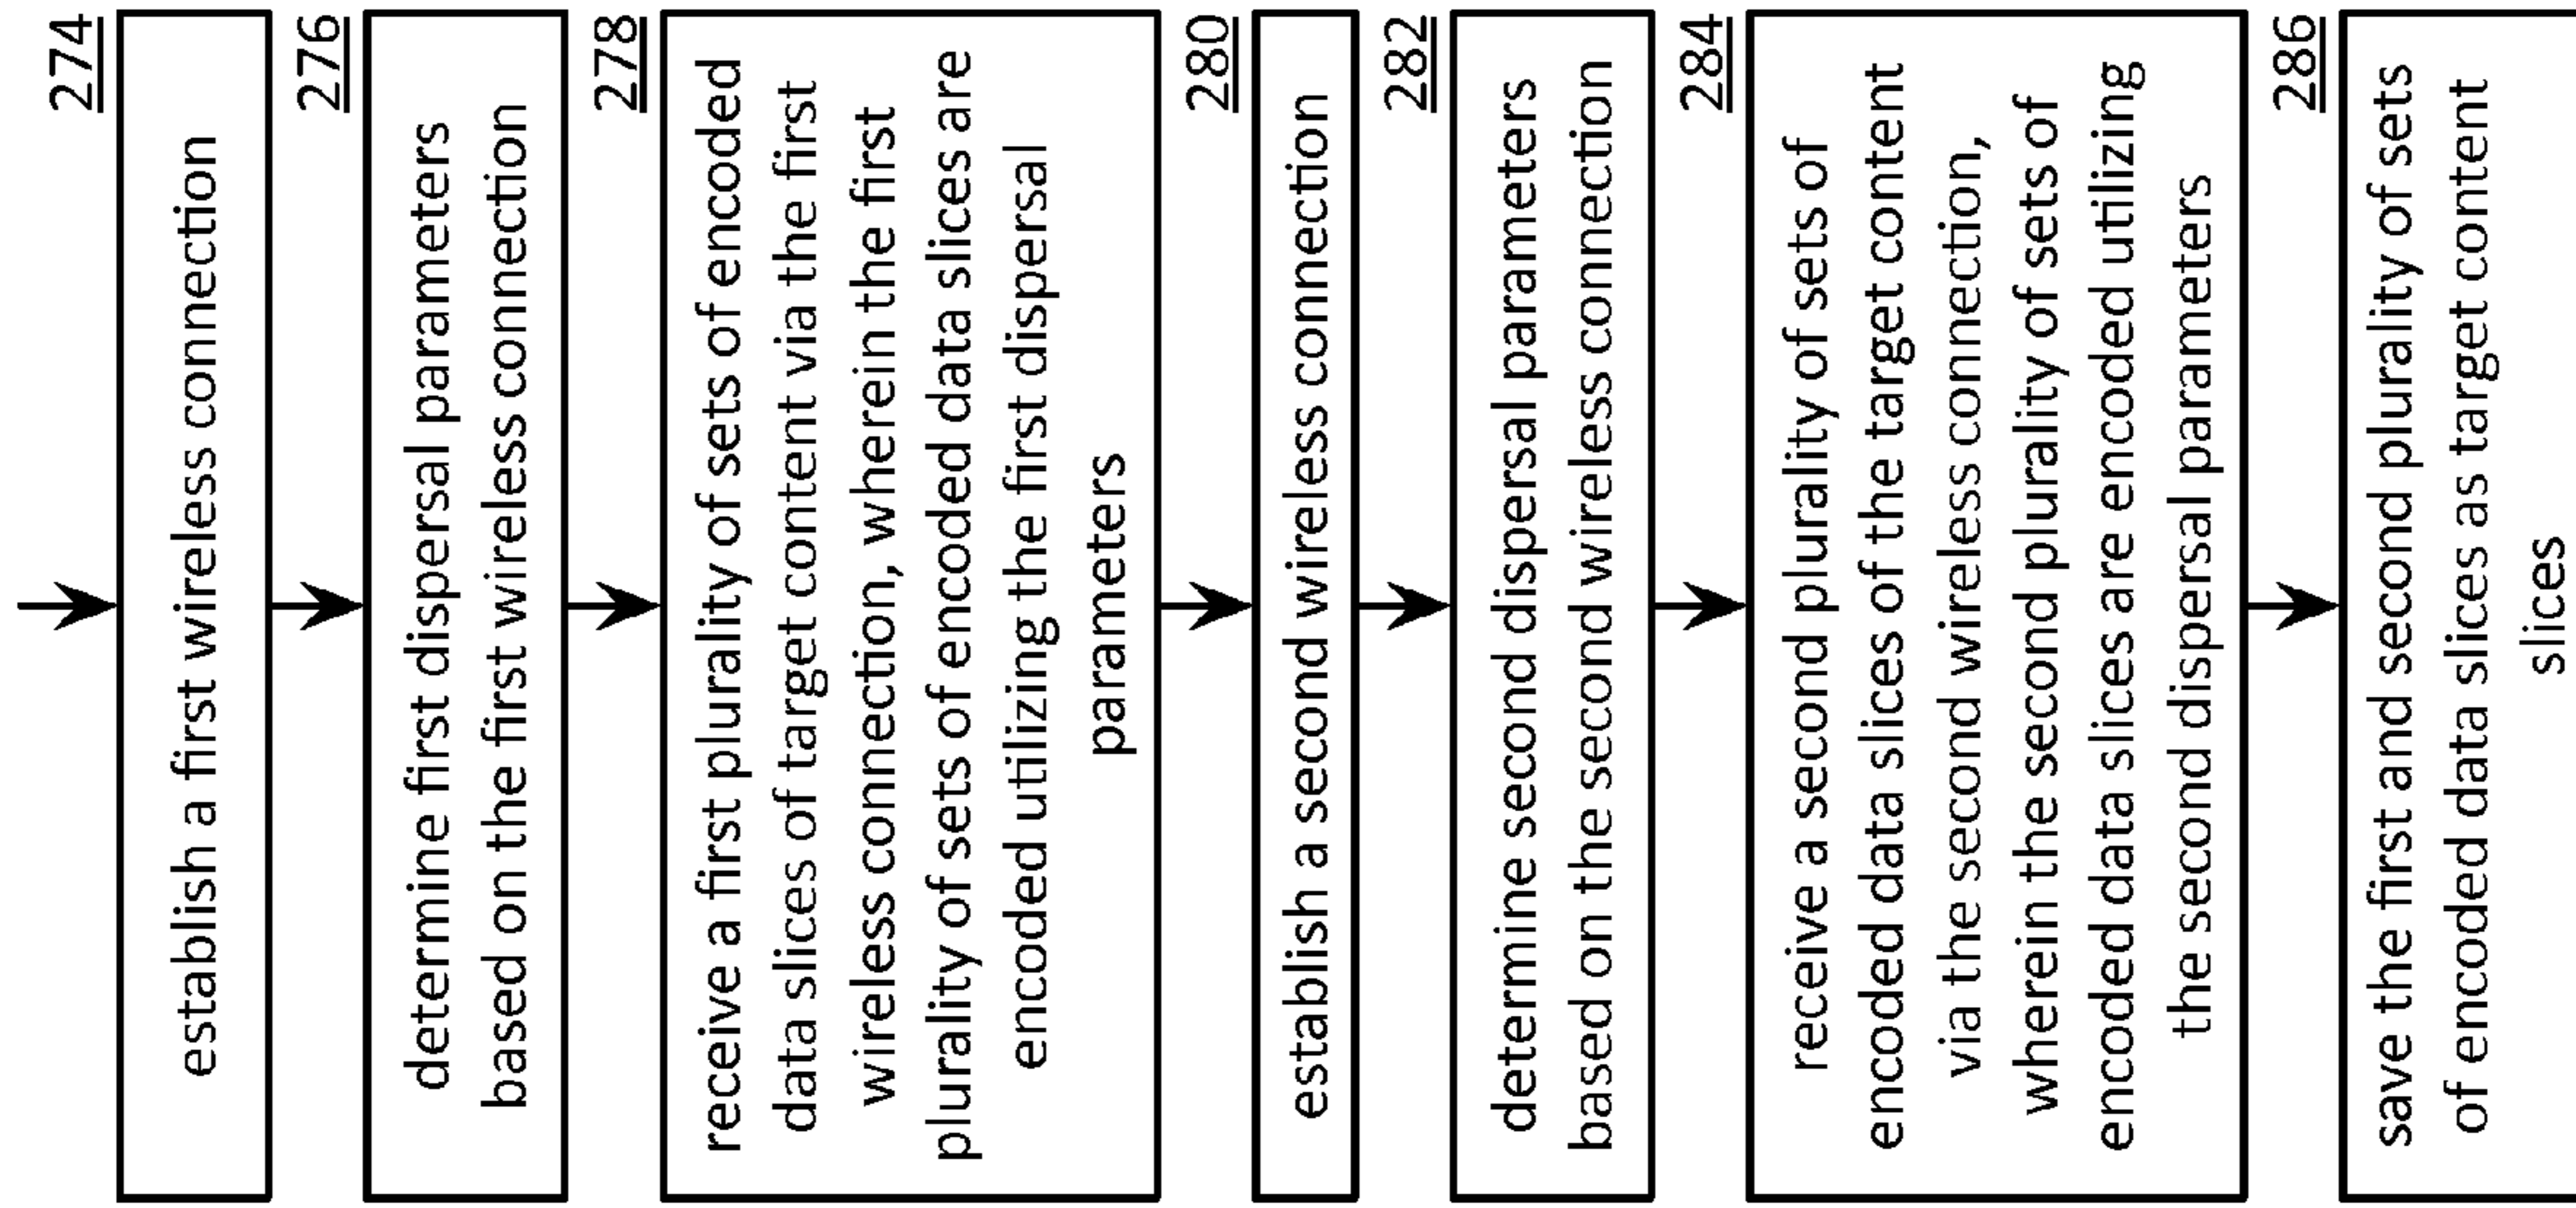 274
establish a first wireless connection
276
determine first dispersal parameters
based on the first wireless connection
278
receive a first plurality of sets of encoded
data slices of target content via the first
wireless connection, wherein the first
plurality of sets of encoded data slices are
encoded utilizing the first dispersal
parameters
280
establish a second wireless connection
282
determine second dispersal parameters
based on the second wireless connection
284
receive a second plurality of sets of
encoded data slices of the target content
via the second wireless connection,
wherein the second plurality of sets of
encoded data slices are encoded utilizing
the second dispersal parameters
286
save the first and second plurality of sets
of encoded data slices as target content
slices